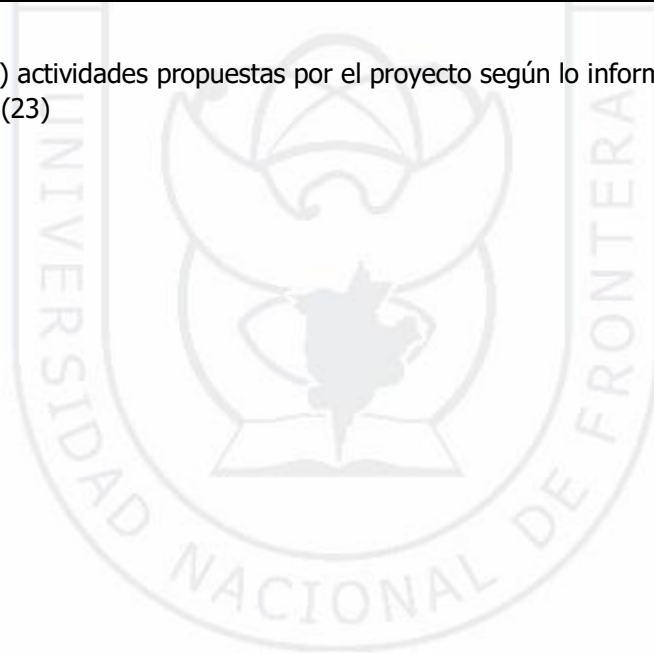 ) actividades propuestas por el proyecto según lo inform
(23)
UNIVERSIDAD NACIONAL DE FRONTERA